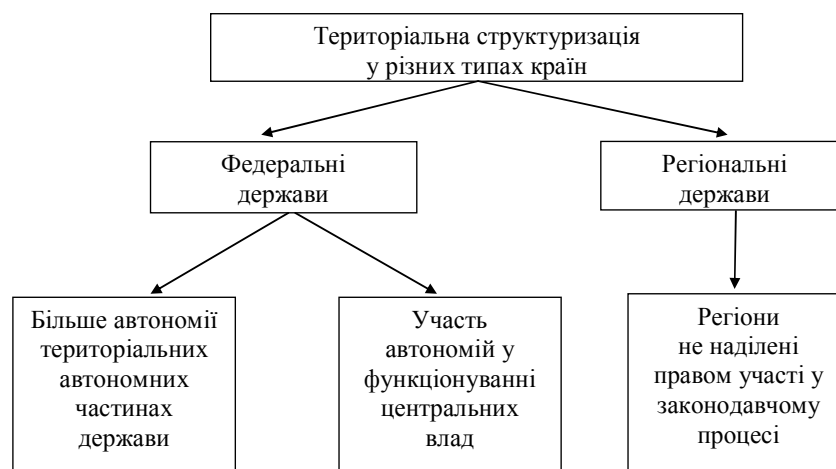 Територіальна структуризація
у різних типах країн
Федеральні
держави
Регіональні
держави
Більше автономії
територіальних
автономних
частинах
держави
Участь
автономій у
функціонуванні
центральних
влад
Регіони
не наділені
правом участі у
законодавчому
процесі